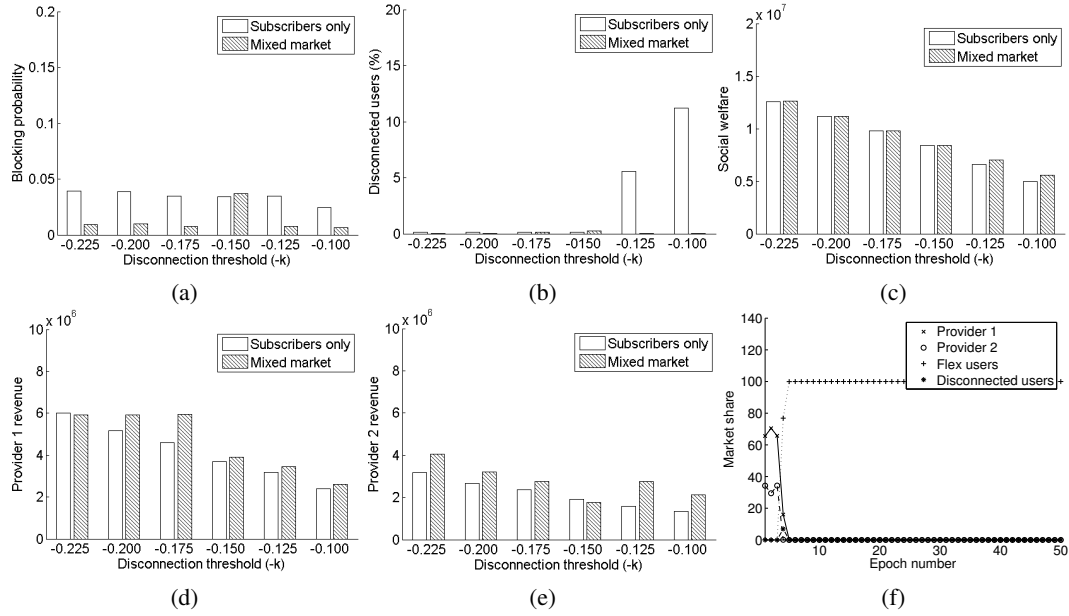 0.2
0.15
0.1
0.05
0
Blocking probability
Subscribers only
Mixed market
-0.225 -0.200 -0.175 -0.150 -0.125 -0.100
Disconnection threshold (-k)
(a)
20
15
10
5
0
Disconnected users (%)
Subscribers only
Mixed market
-0.225 -0.200 -0.175 -0.150 -0.125 -0.100
Disconnection threshold (-k)
(b)
x 10^7
2
1.5
1
0.5
0
Social welfare
Subscribers only
Mixed market
-0.225 -0.200 -0.175 -0.150 -0.125 -0.100
Disconnection threshold (-k)
(c)
x 10^6
10
8
6
4
2
0
Provider 1 revenue
Subscribers only
Mixed market
-0.225 -0.200 -0.175 -0.150 -0.125 -0.100
Disconnection threshold (-k)
(d)
x 10^6
10
8
6
4
2
0
Provider 2 revenue
Subscribers only
Mixed market
-0.225 -0.200 -0.175 -0.150 -0.125 -0.100
Disconnection threshold (-k)
(e)
140
120
100
80
60
40
20
0
Market share
Provider 1
Provider 2
Flex users
Disconnected users
10 20 30 40 50
Epoch number
(f)